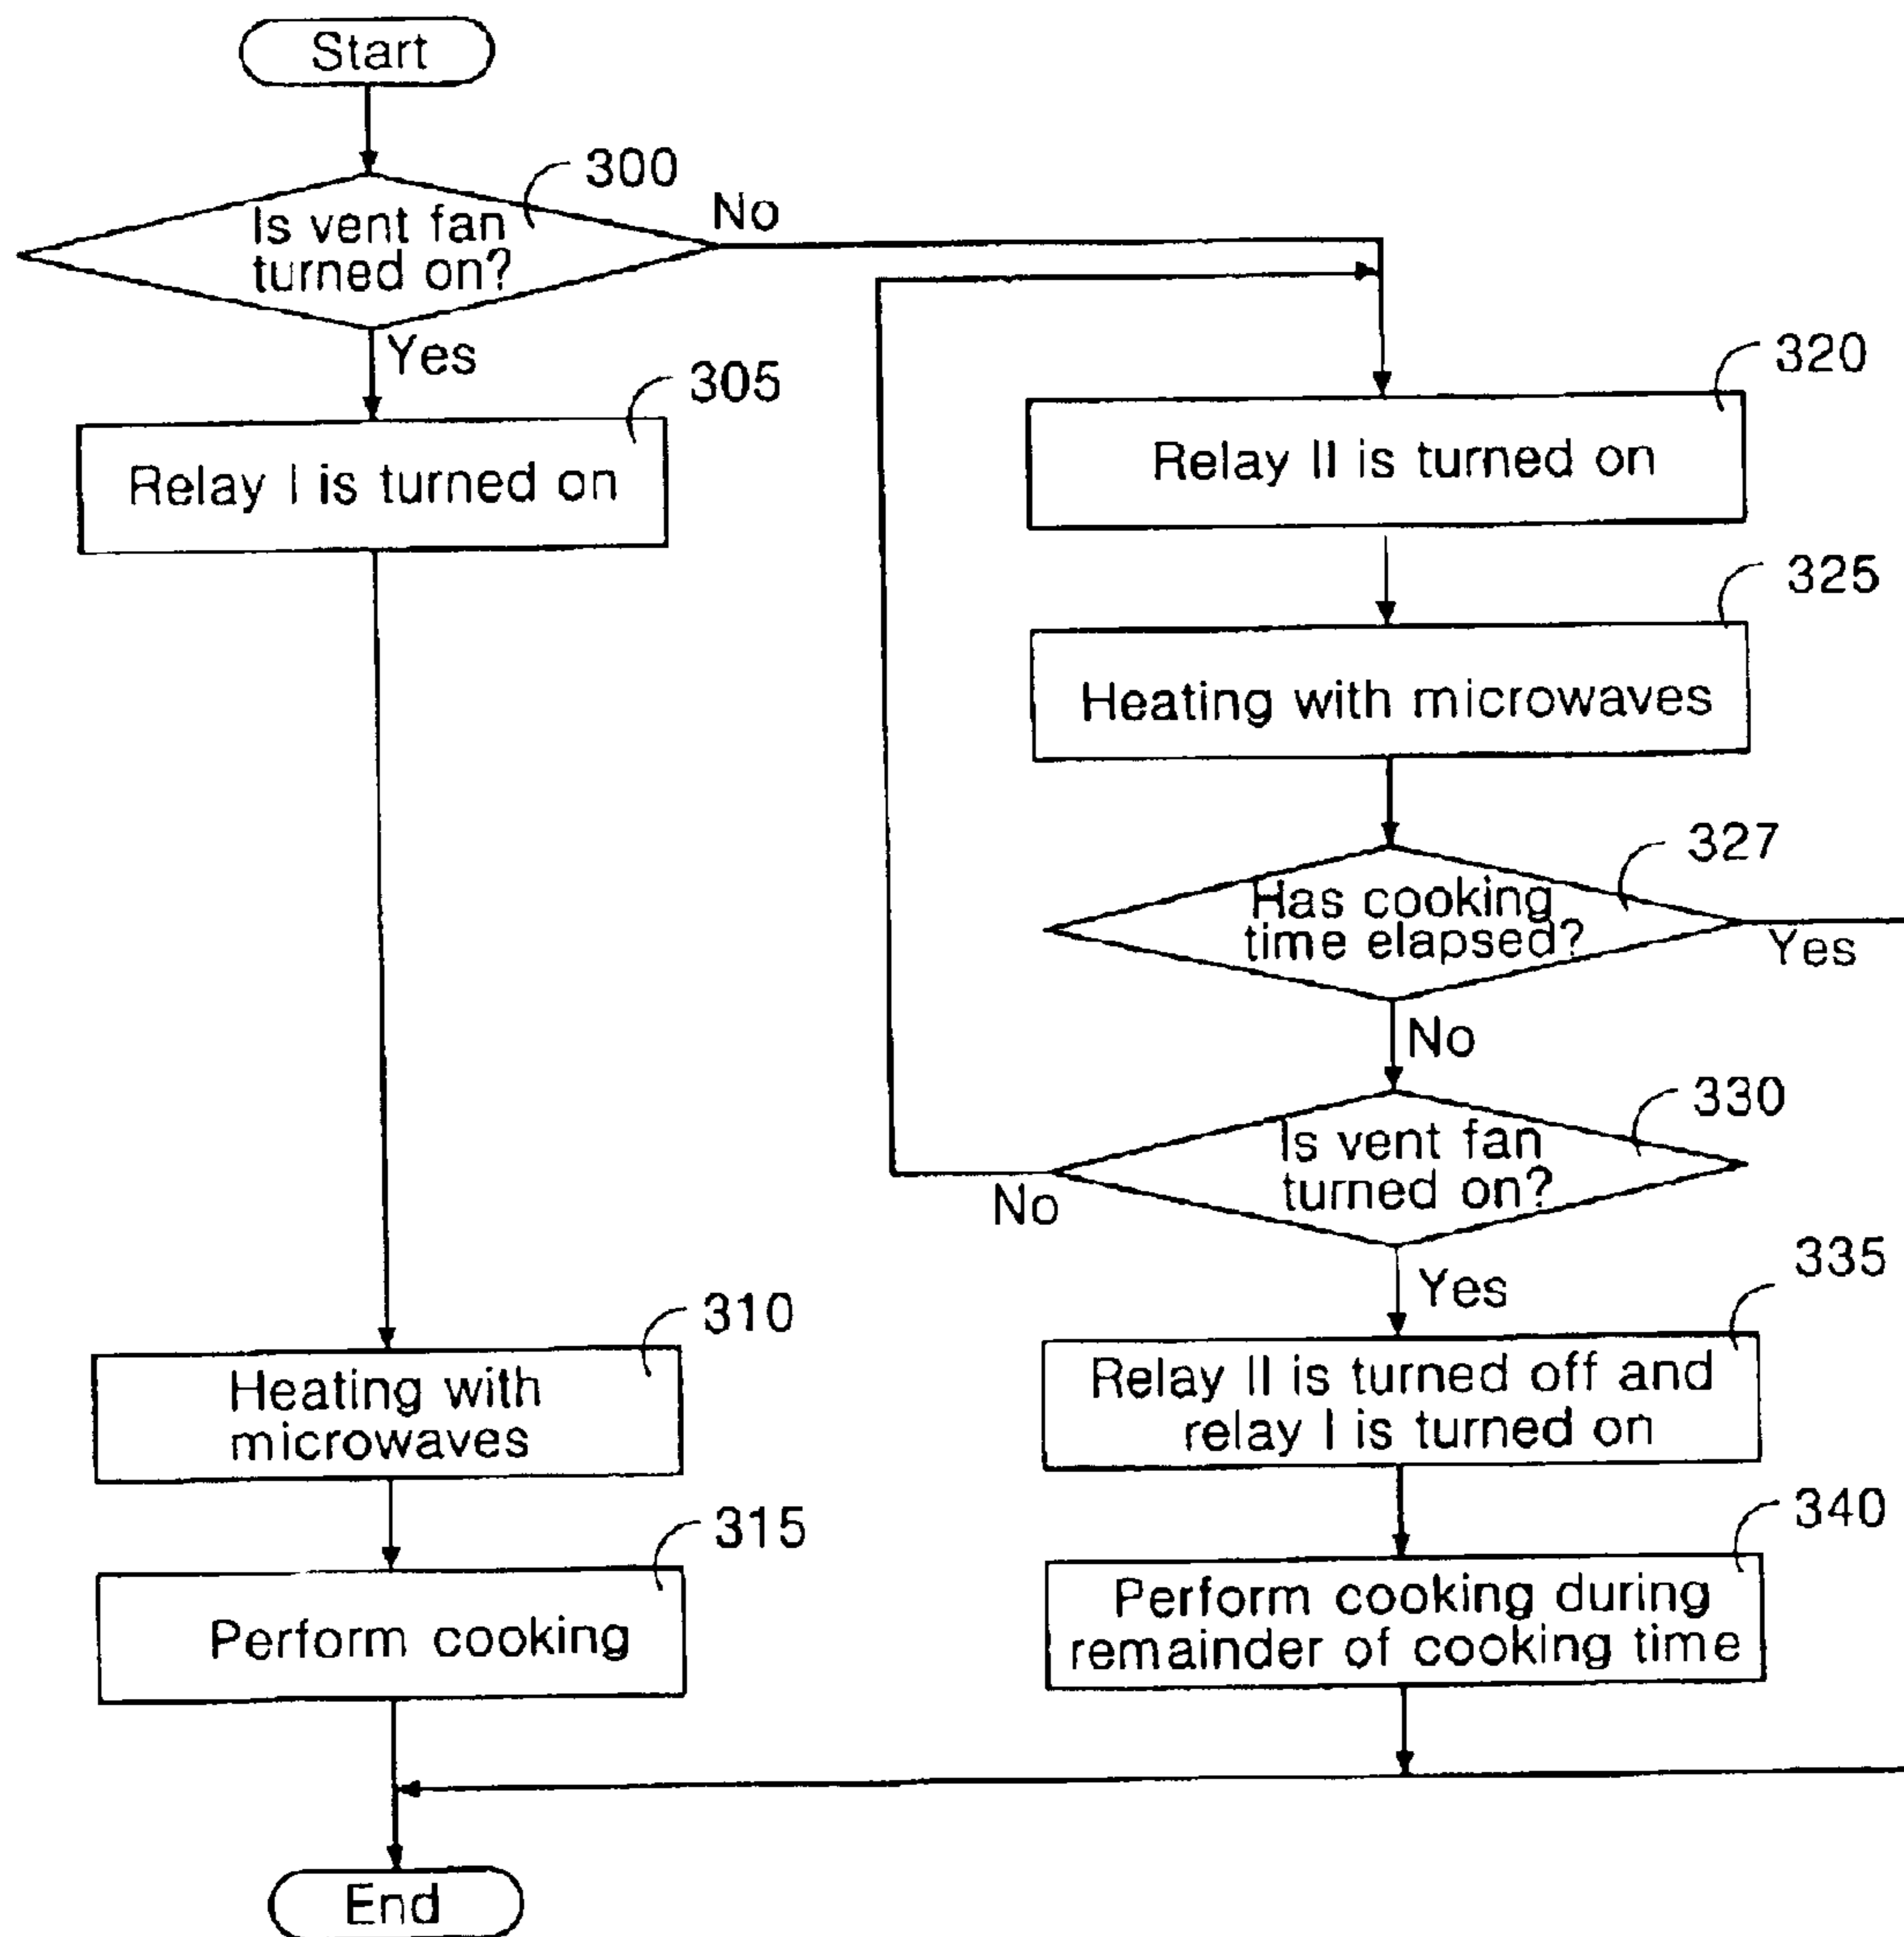 Start
300
Is vent fan
turned on?
No
Yes
305
Relay I is turned on
310
Heating with
microwaves
315
Perform cooking
End
320
Relay II is turned on
325
Heating with microwaves
327
Has cooking
time elapsed?
Yes
No
330
Is vent fan
turned on?
No
Yes
335
Relay II is turned off and
relay I is turned on
340
Perform cooking during
remainder of cooking time